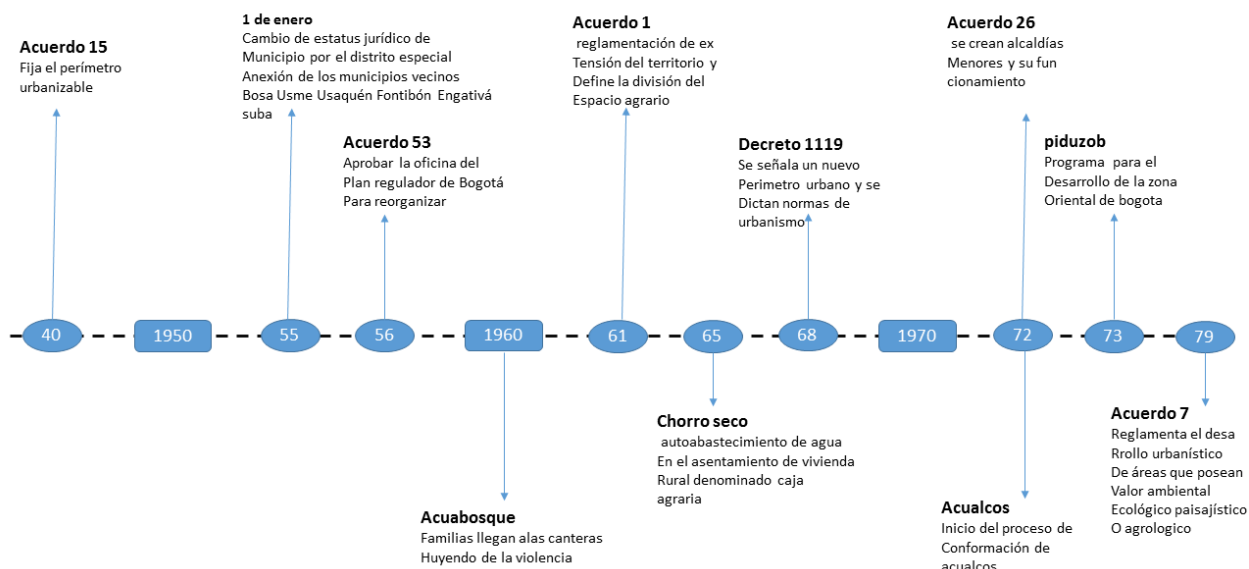 Acuerdo 15
Fija el perímetro
urbanizable
1 de enero
Cambio de estatus jurídico de
Municipio por el distrito especial
Anexión de los municipios vecinos
Bosa Usme Usaquén Fontibón Engativá
suba
Acuerdo 53
Aprobar la oficina del
Plan regulador de Bogotá
Para reorganizar
Acuerdo 1
reglamentación de ex
Tensión del territorio y
Define la división del
Espacio agrario
Decreto 1119
Se señala un nuevo
Perimetro urbano y se
Dictan normas de
urbanismo
Acuerdo 26
se crean alcaldías
Menores y su fun
cionamiento
piduzob
Programa para el
Desarrollo de la zona
Oriental de bogota
40
1950
55
56
1960
61
65
68
1970
72
73
79
Acuabosque
Familias llegan alas canteras
Huyendo de la violencia
Chorro seco
autoabastecimiento de agua
En el asentamiento de vivienda
Rural denominado caja
agraria
Acualcos
Inicio del proceso de
Conformación de
acualcos
Acuerdo 7
Reglamenta el desa
Rrollo urbanístico
De áreas que posean
Valor ambiental
Ecológico paisajístico
O agrologico